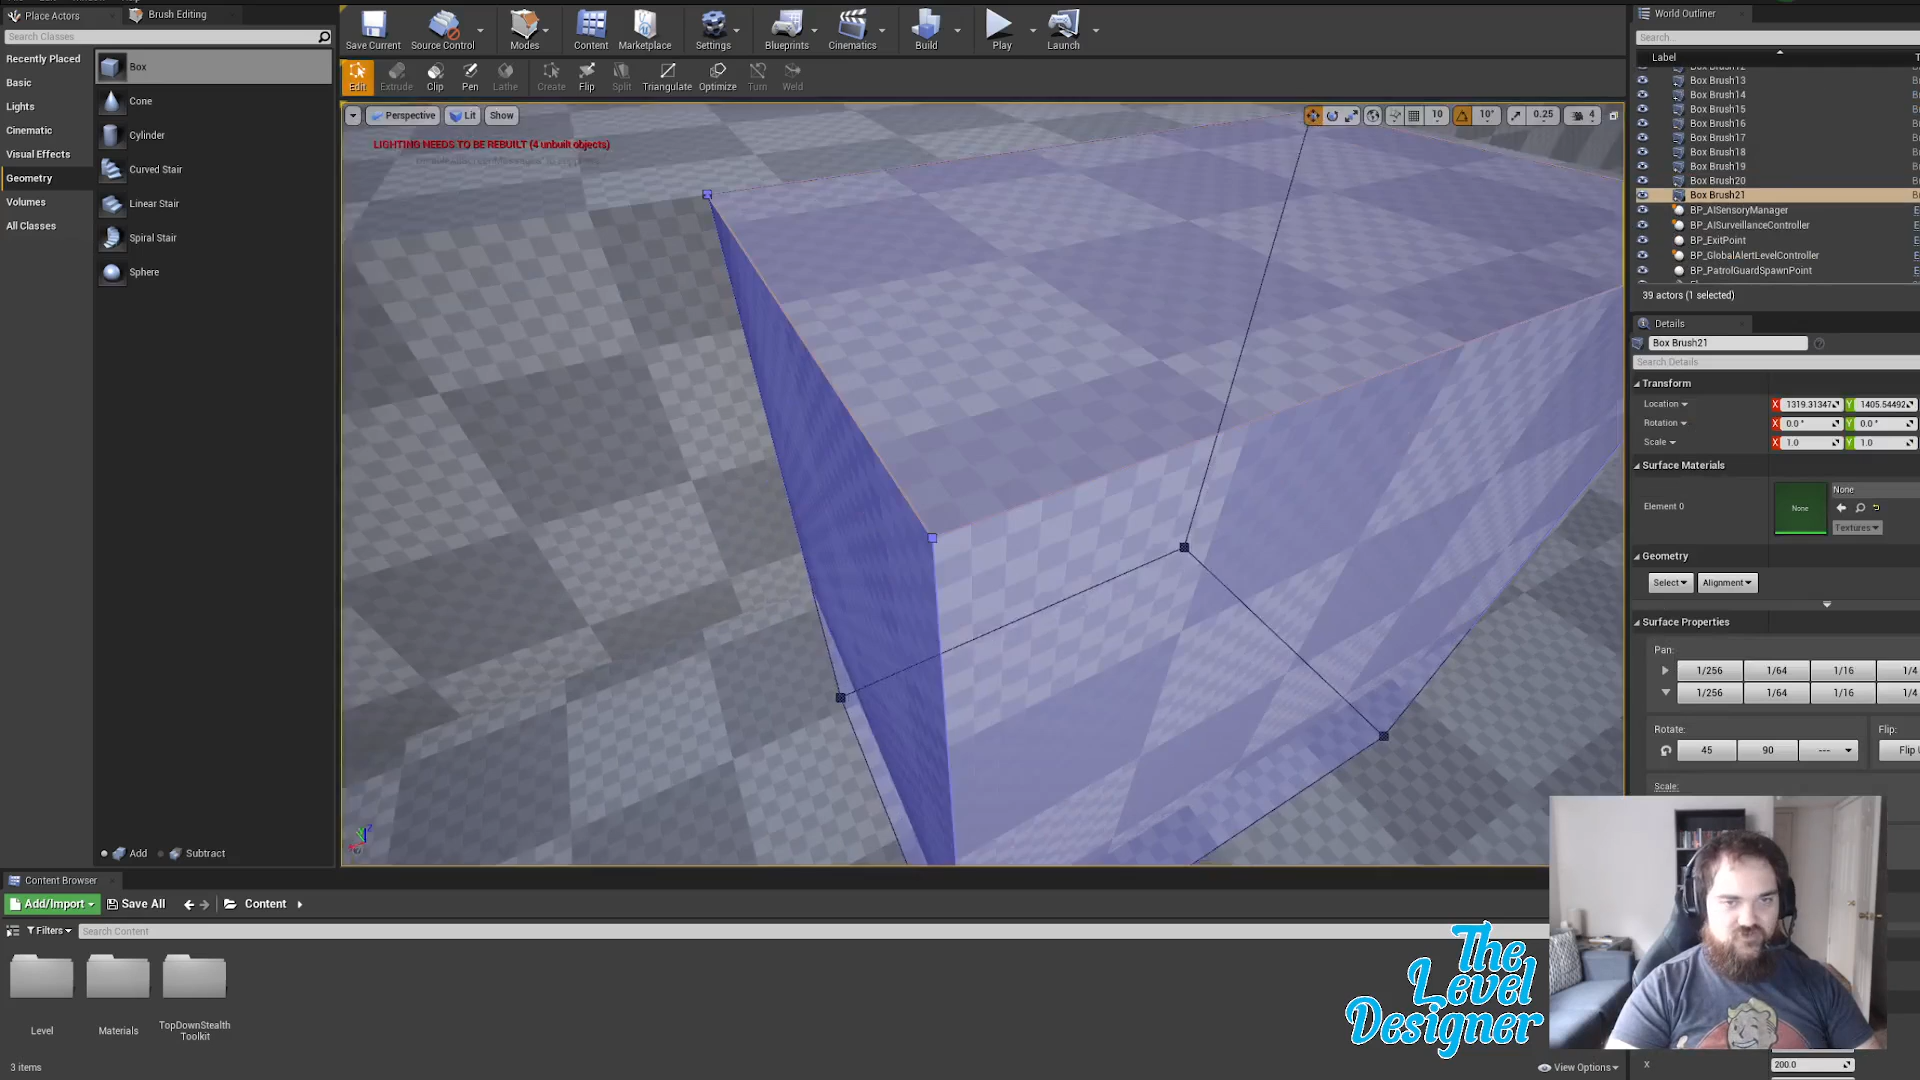 Place Actors
Brush Editing
Search Classes
Recently Placed
Basic
Lights
Cinematic
Visual Effects
Geometry
Volumes
All Classes
Box
Cone
Cylinder
Curved Stair
Linear Stair
Spiral Stair
Sphere
Add
Subtract
Save Current
Source Control
Modes
Content
Marketplace
Settings
Blueprints
Cinematics
Build
Play
Launch
Edit
Extrude
Clip
Pen
Lathe
Create
Flip
Split
Triangulate
Optimize
Turn
Weld
Perspective
Lit
Show
10
10°
0.25
4
LIGHTING NEEDS TO BE REBUILT (4 unbuilt objects)
World Outliner
Search...
Label
Box Brush12
Box Brush13
Box Brush14
Box Brush15
Box Brush16
Box Brush17
Box Brush18
Box Brush19
Box Brush20
Box Brush21
BP_AISensoryManager
BP_AISurveillanceController
BP_ExitPoint
BP_GlobalAlertLevelController
BP_PatrolGuardSpawnPoint
39 actors (1 selected)
Details
Box Brush21
Search Details
Transform
Location
X 1319.31347
Y 1405.54492
Rotation
X 0.0 °
Y 0.0 °
Scale
X 1.0
Y 1.0
Surface Materials
Element 0
None
None
Textures
Geometry
Select
Alignment
Surface Properties
Pan:
1/256 1/64 1/16 1/4
1/256 1/64 1/16 1/4
Rotate:
Flip:
45 90 ---
Flip U
Scale:
X 200.0
Content Browser
Add/Import
Save All
Content
Filters
Search Content
Level
Materials
TopDownStealth
Toolkit
3 items
View Options
The
Level
Designer